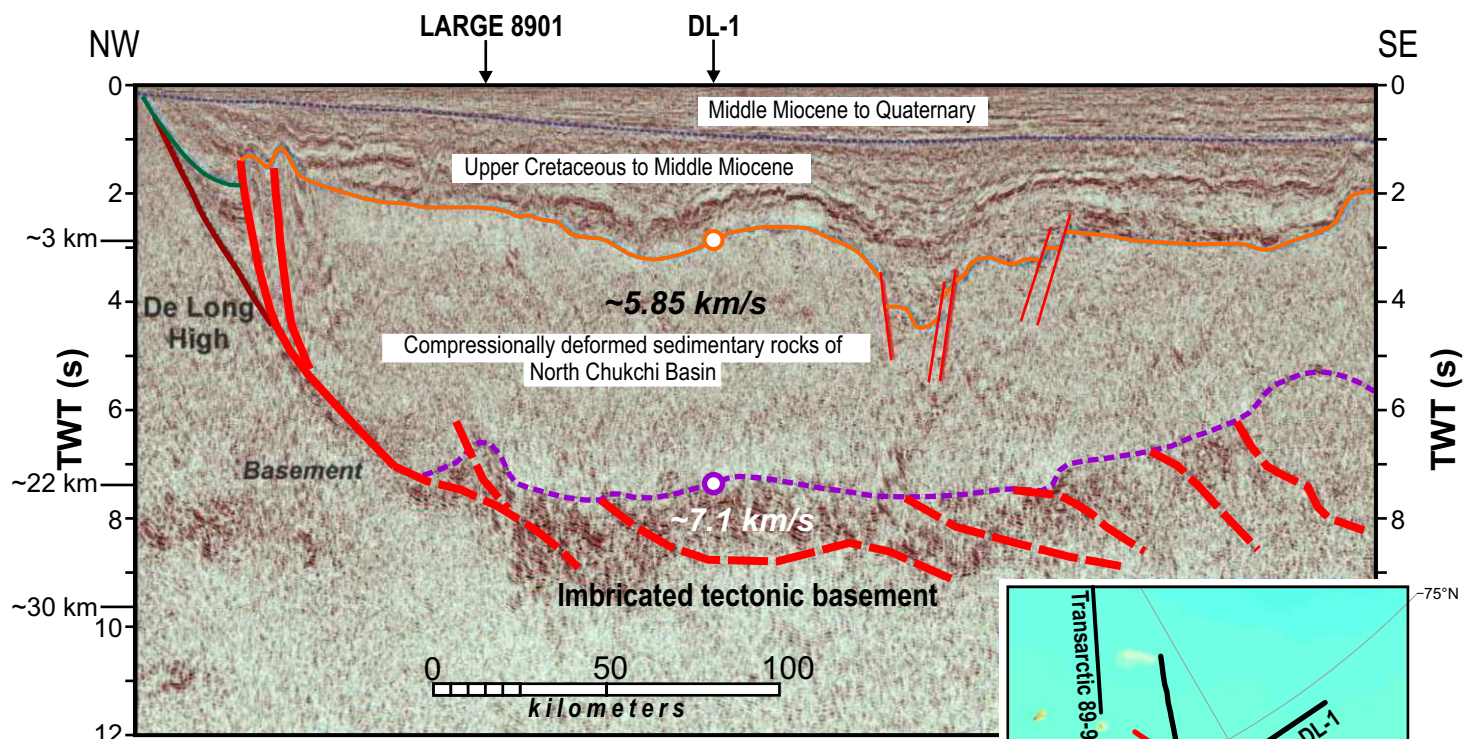 LARGE 8901
DL-1
NW
SE
0
0
Middle Miocene to Quaternary
Upper Cretaceous to Middle Miocene
2
2
~3 km
De Long
High
4
~5.85 km/s
4
Compressionally deformed sedimentary rocks of
North Chukchi Basin
TWT (s)
TWT (s)
6
6
Basement
~22 km
8
~7.1 km/s
8
Imbricated tectonic basement
~30 km
10
0 50 100
kilometers
12
75°N
Transarctic 89-9
DL-1